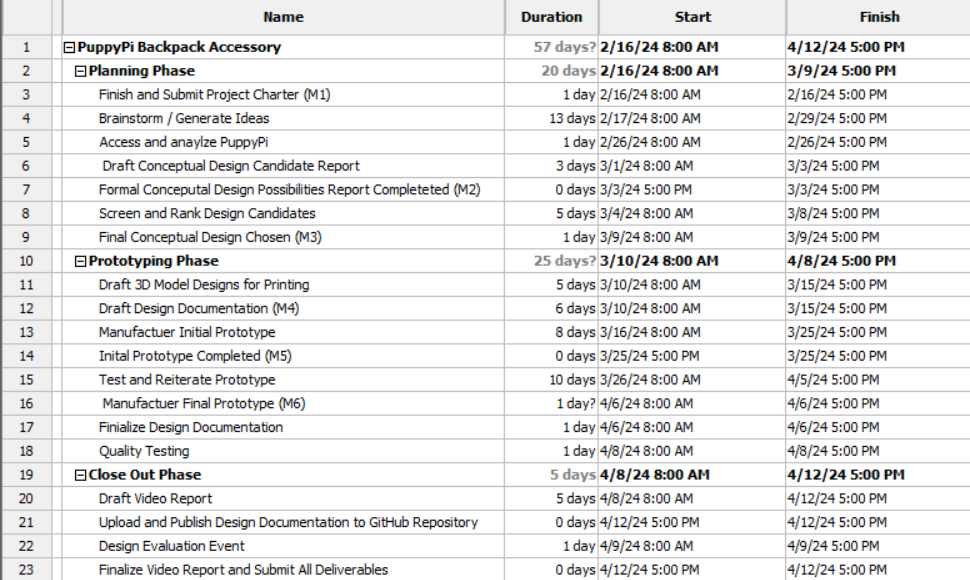 Name Duration Start Finish
1 PuppyPi Backpack Accessory 57 days? 2/16/24 8:00 AM 4/12/24 5:00 PM
2 Planning Phase 20 days 2/16/24 8:00 AM 3/9/24 5:00 PM
3 Finish and Submit Project Charter (M1) 1 day 2/16/24 8:00 AM 2/16/24 5:00 PM
4 Brainstorm / Generate Ideas 13 days 2/17/24 8:00 AM 2/29/24 5:00 PM
5 Access and anaylze PuppyPi 1 day 2/26/24 8:00 AM 2/26/24 5:00 PM
6 Draft Conceptual Design Candidate Report 3 days 3/1/24 8:00 AM 3/3/24 5:00 PM
7 Formal Conceputal Design Possibilities Report Completeted (M2) 0 days 3/3/24 5:00 PM 3/3/24 5:00 PM
8 Screen and Rank Design Candidates 5 days 3/4/24 8:00 AM 3/8/24 5:00 PM
9 Final Conceptual Design Chosen (M3) 1 day 3/9/24 8:00 AM 3/9/24 5:00 PM
10 Prototyping Phase 25 days? 3/10/24 8:00 AM 4/8/24 5:00 PM
11 Draft 3D Model Designs for Printing 5 days 3/10/24 8:00 AM 3/15/24 5:00 PM
12 Draft Design Documentation (M4) 6 days 3/10/24 8:00 AM 3/15/24 5:00 PM
13 Manufactuer Initial Prototype 8 days 3/16/24 8:00 AM 3/25/24 5:00 PM
14 Inital Prototype Completed (M5) 0 days 3/25/24 5:00 PM 3/25/24 5:00 PM
15 Test and Reiterate Prototype 10 days 3/26/24 8:00 AM 4/5/24 5:00 PM
16 Manufactuer Final Prototype (M6) 1 day? 4/6/24 8:00 AM 4/6/24 5:00 PM
17 Finialize Design Documentation 1 day 4/6/24 8:00 AM 4/6/24 5:00 PM
18 Quality Testing 1 day 4/8/24 8:00 AM 4/8/24 5:00 PM
19 Close Out Phase 5 days 4/8/24 8:00 AM 4/12/24 5:00 PM
20 Draft Video Report 5 days 4/8/24 8:00 AM 4/12/24 5:00 PM
21 Upload and Publish Design Documentation to GitHub Repository 0 days 4/12/24 5:00 PM 4/12/24 5:00 PM
22 Design Evaluation Event 1 day 4/9/24 8:00 AM 4/9/24 5:00 PM
23 Finalize Video Report and Submit All Deliverables 0 days 4/12/24 5:00 PM 4/12/24 5:00 PM